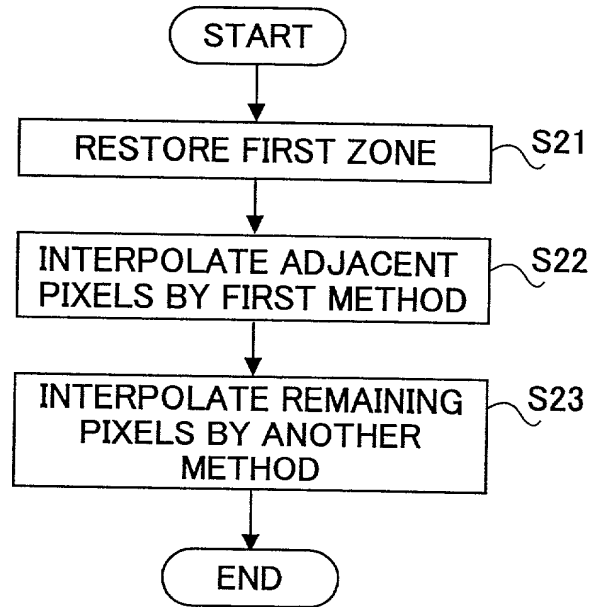 START
RESTORE FIRST ZONE
S21
INTERPOLATE ADJACENT
PIXELS BY FIRST METHOD
S22
INTERPOLATE REMAINING
PIXELS BY ANOTHER
METHOD
S23
END